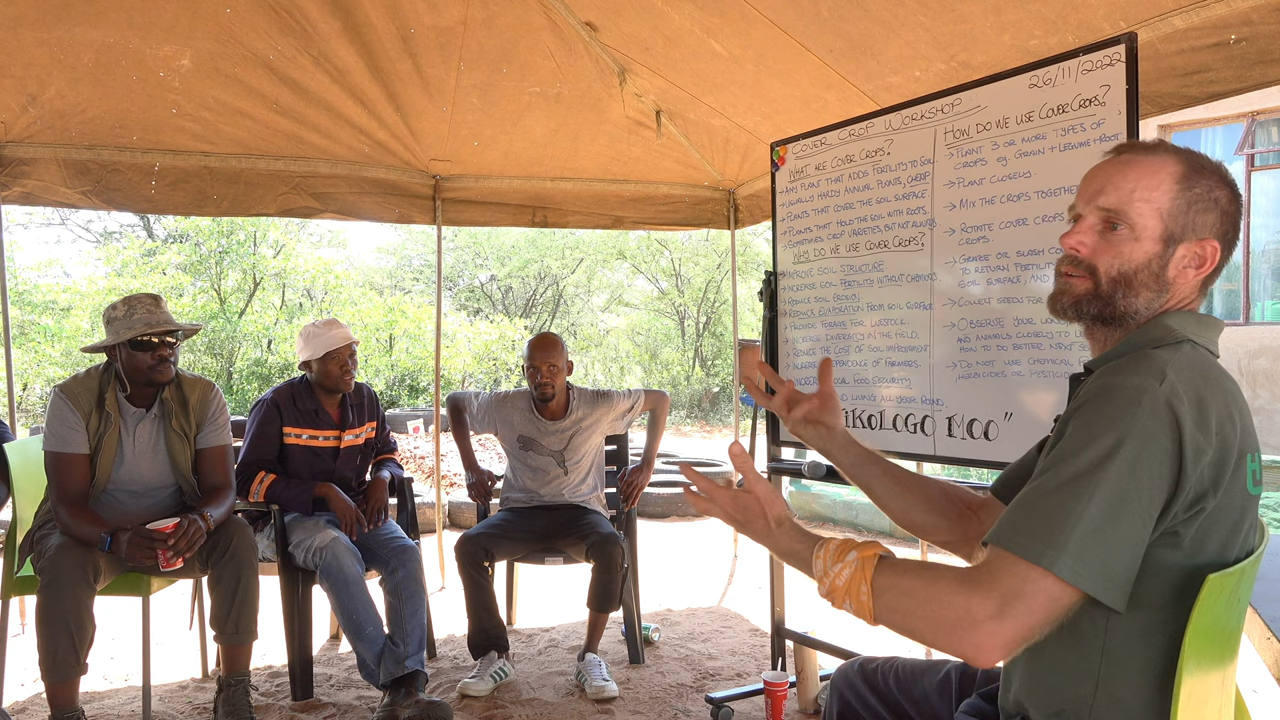 26/11/2022
COVER CROP WORKSHOP
WHAT ARE COVER CROPS?
→ANY PLANT THAT ADDS FERTILITY TO SOIL.
→USUALLY HARDY ANNUAL PLANTS, CHEAP
→PLANTS THAT COVER THE SOIL SURFACE.
→PLANTS THAT HOLD THE SOIL WITH ROOTS.
→SOMETIMES CROP VARIETIES, BUT NOT ALWAYS
WHY DO WE USE COVER CROPS?
→IMPROVE SOIL STRUCTURE.
→INCREASE SOIL FERTILITY WITHOUT CHEMICALS
→REDUCE SOIL EROSION
→REDUCE EVAPORATION FROM SOIL SURFACE
→PROVIDE FORAGE FOR LIVESTOCK.
→INCREASE DIVERSITY IN THE FIELD.
→REDUCE THE COST OF SOIL IMPROVEMENT
INDEPENDENCE OF FARMERS.
LOCAL FOOD SECURITY
LIVING ALL YEAR ROUND.
HOW DO WE USE COVER CROPS?
→PLANT 3 OR MORE TYPES OF
CROPS eg. GRAIN+LEGUME+ROOT
→PLANT CLOSELY.
→MIX THE CROPS TOGETHER
→ROTATE COVER CROPS
CROPS.
→GRAZE OR SLASH
TO RETURN FERTILITY
SOIL SURFACE, AND
→COLLECT SEEDS FOR
→OBSERVE YOUR
AND ANIMALS CLOSELY TO
HOW TO DO BETTER NEXT
→DO NOT USE CHEMICAL
HERBICIDES OR
IKOLOGO MOO"